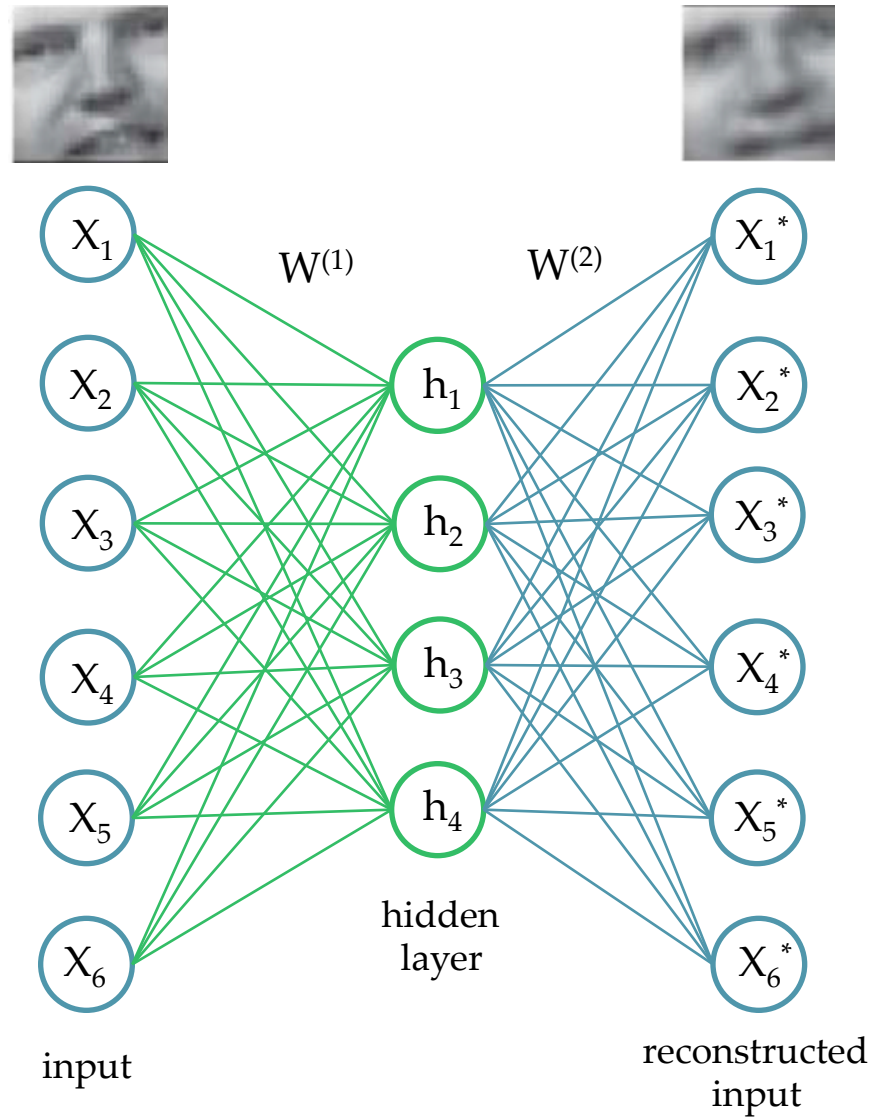 W⁽¹⁾ W⁽²⁾
X₁ X₁*
X₂ h₁ X₂*
X₃ h₂ X₃*
X₄ h₃ X₄*
X₅ h₄ X₅*
X₆ X₆*
hidden
layer
input
reconstructed
input